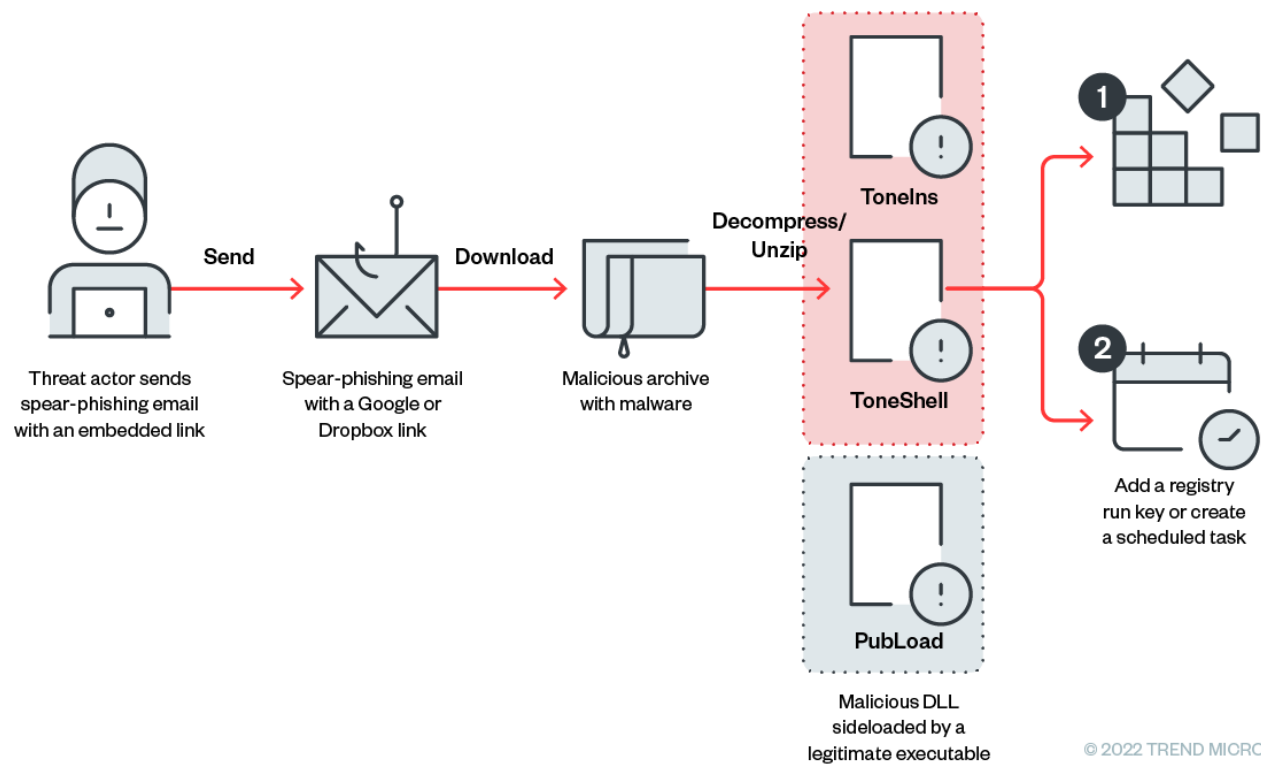 Threat actor sends
spear-phishing email
with an embedded link
Send
Spear-phishing email
with a Google or
Dropbox link
Download
Malicious archive
with malware
Decompress/
Unzip
ToneIns
ToneShell
PubLoad
Malicious DLL
sideloaded by a
legitimate executable
1
2
Add a registry
run key or create
a scheduled task
© 2022 TREND MICRO